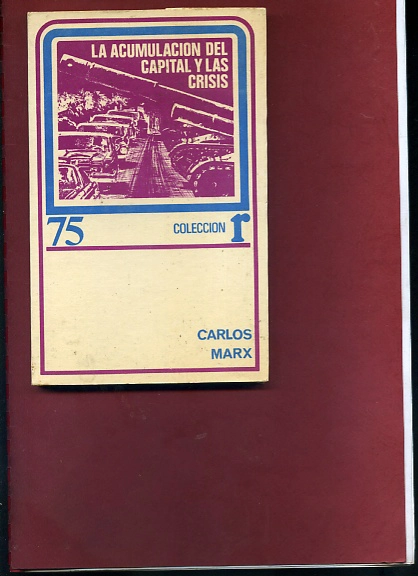 LA ACUMULACION DEL
CAPITAL Y LAS
CRISIS
75
COLECCION r
CARLOS
MARX